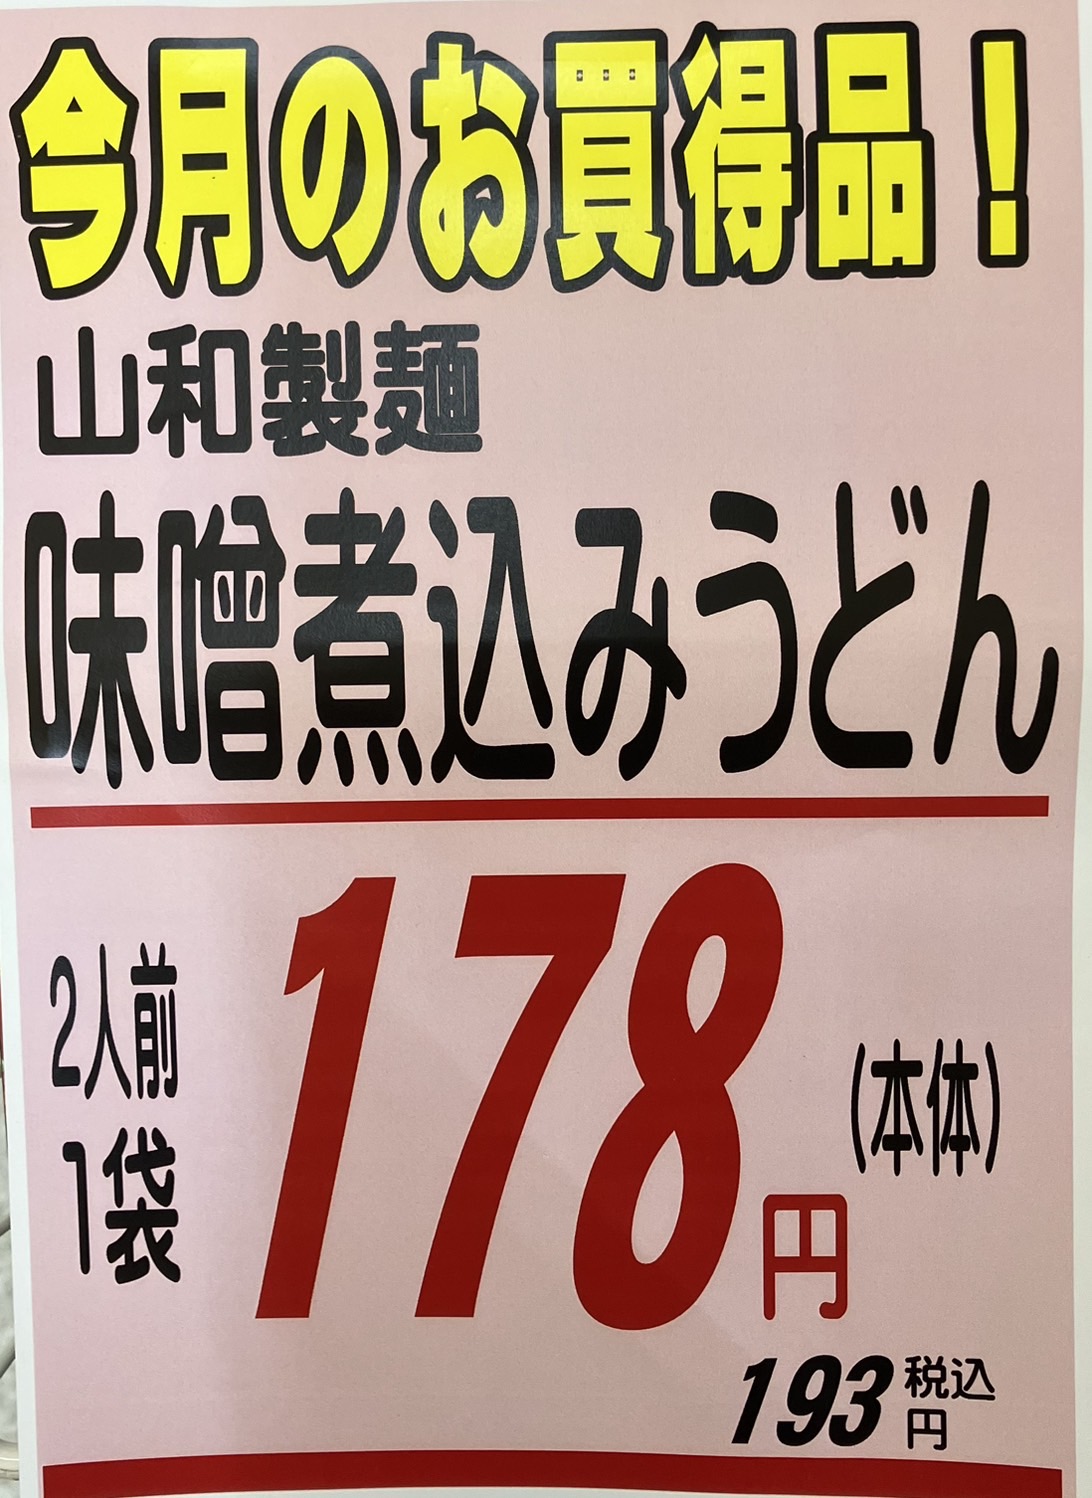 今月のお買得品！
山和製麺
味噌煮込みうどん
2人前
1袋
178円
(本体)
193円
税込